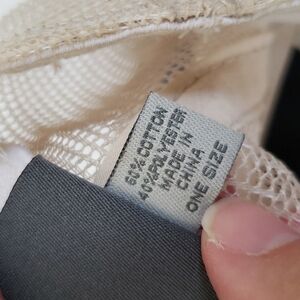 60% COTTON
40% POLYESTER
MADE IN
CHINA
ONE SIZE